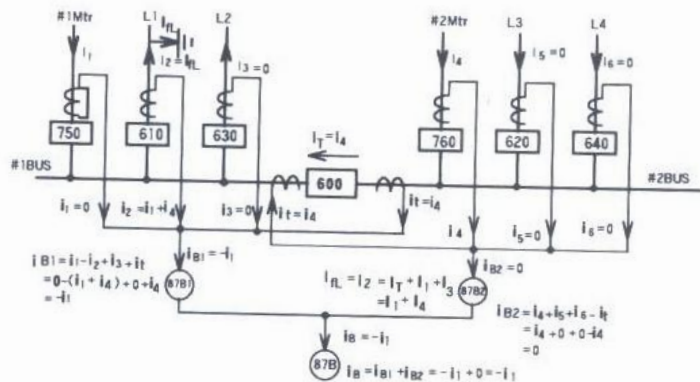 #1Mtr
L1
L2
#2Mtr
L3
L4
IfL
I1
I2=IfL
I3=0
I4
I5=0
I6=0
750
610
630
IT=I4
760
620
640
#1BUS
600
#2BUS
i1=0
i2=i1+i4
i3=0
it=i4
it=i4
i4
i5=0
i6=0
iB1=i1-i2+i3+it
=0-(i1+i4)+0+i4
=-i1
iB1=-i1
87B1
IfL=I2=IT+I1+I3
=I1+I4
iB2=0
87B2
iB2=i4+i5+i6-it
=i4+0+0-i4
=0
iB=-i1
87B
iB=iB1+iB2=-i1+0=-i1